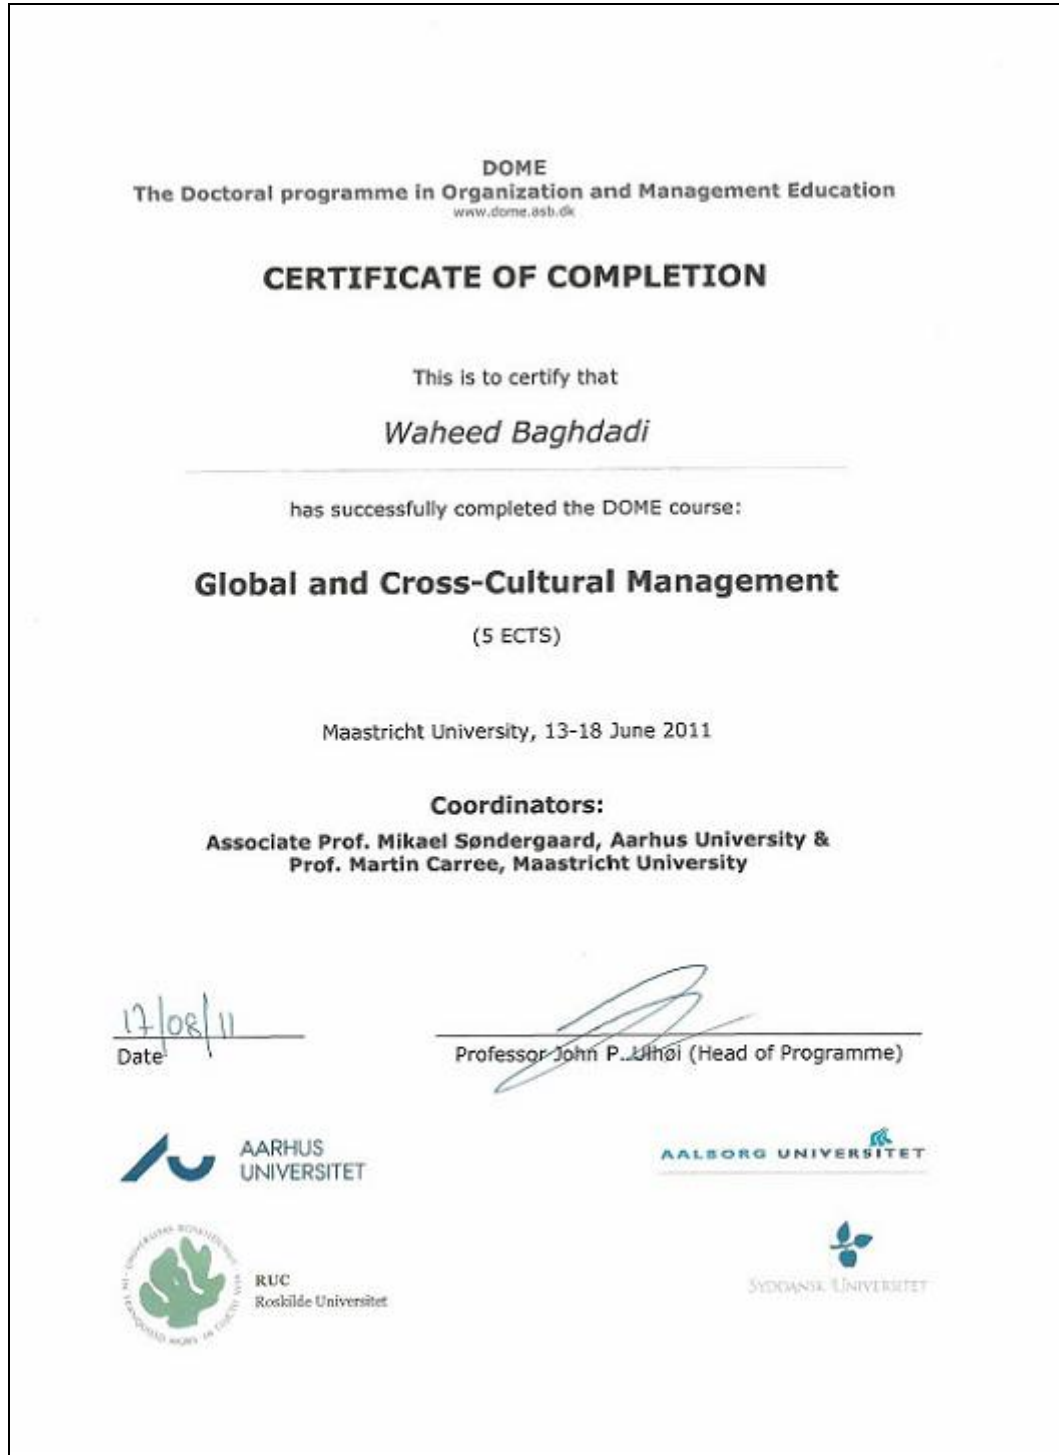 DOME
The Doctoral programme in Organization and Management Education
www.dome.asb.dk
CERTIFICATE OF COMPLETION
This is to certify that
Waheed Baghdadi
has successfully completed the DOME course:
Global and Cross-Cultural Management
(5 ECTS)
Maastricht University, 13-18 June 2011
Coordinators:
Associate Prof. Mikael Søndergaard, Aarhus University &
Prof. Martin Carree, Maastricht University
17/08/11
Date
Professor John P. Ulhøi (Head of Programme)
AARHUS
UNIVERSITET
AALBORG UNIVERSITET
RUC
Roskilde Universitet
SYDDANSK UNIVERSITET